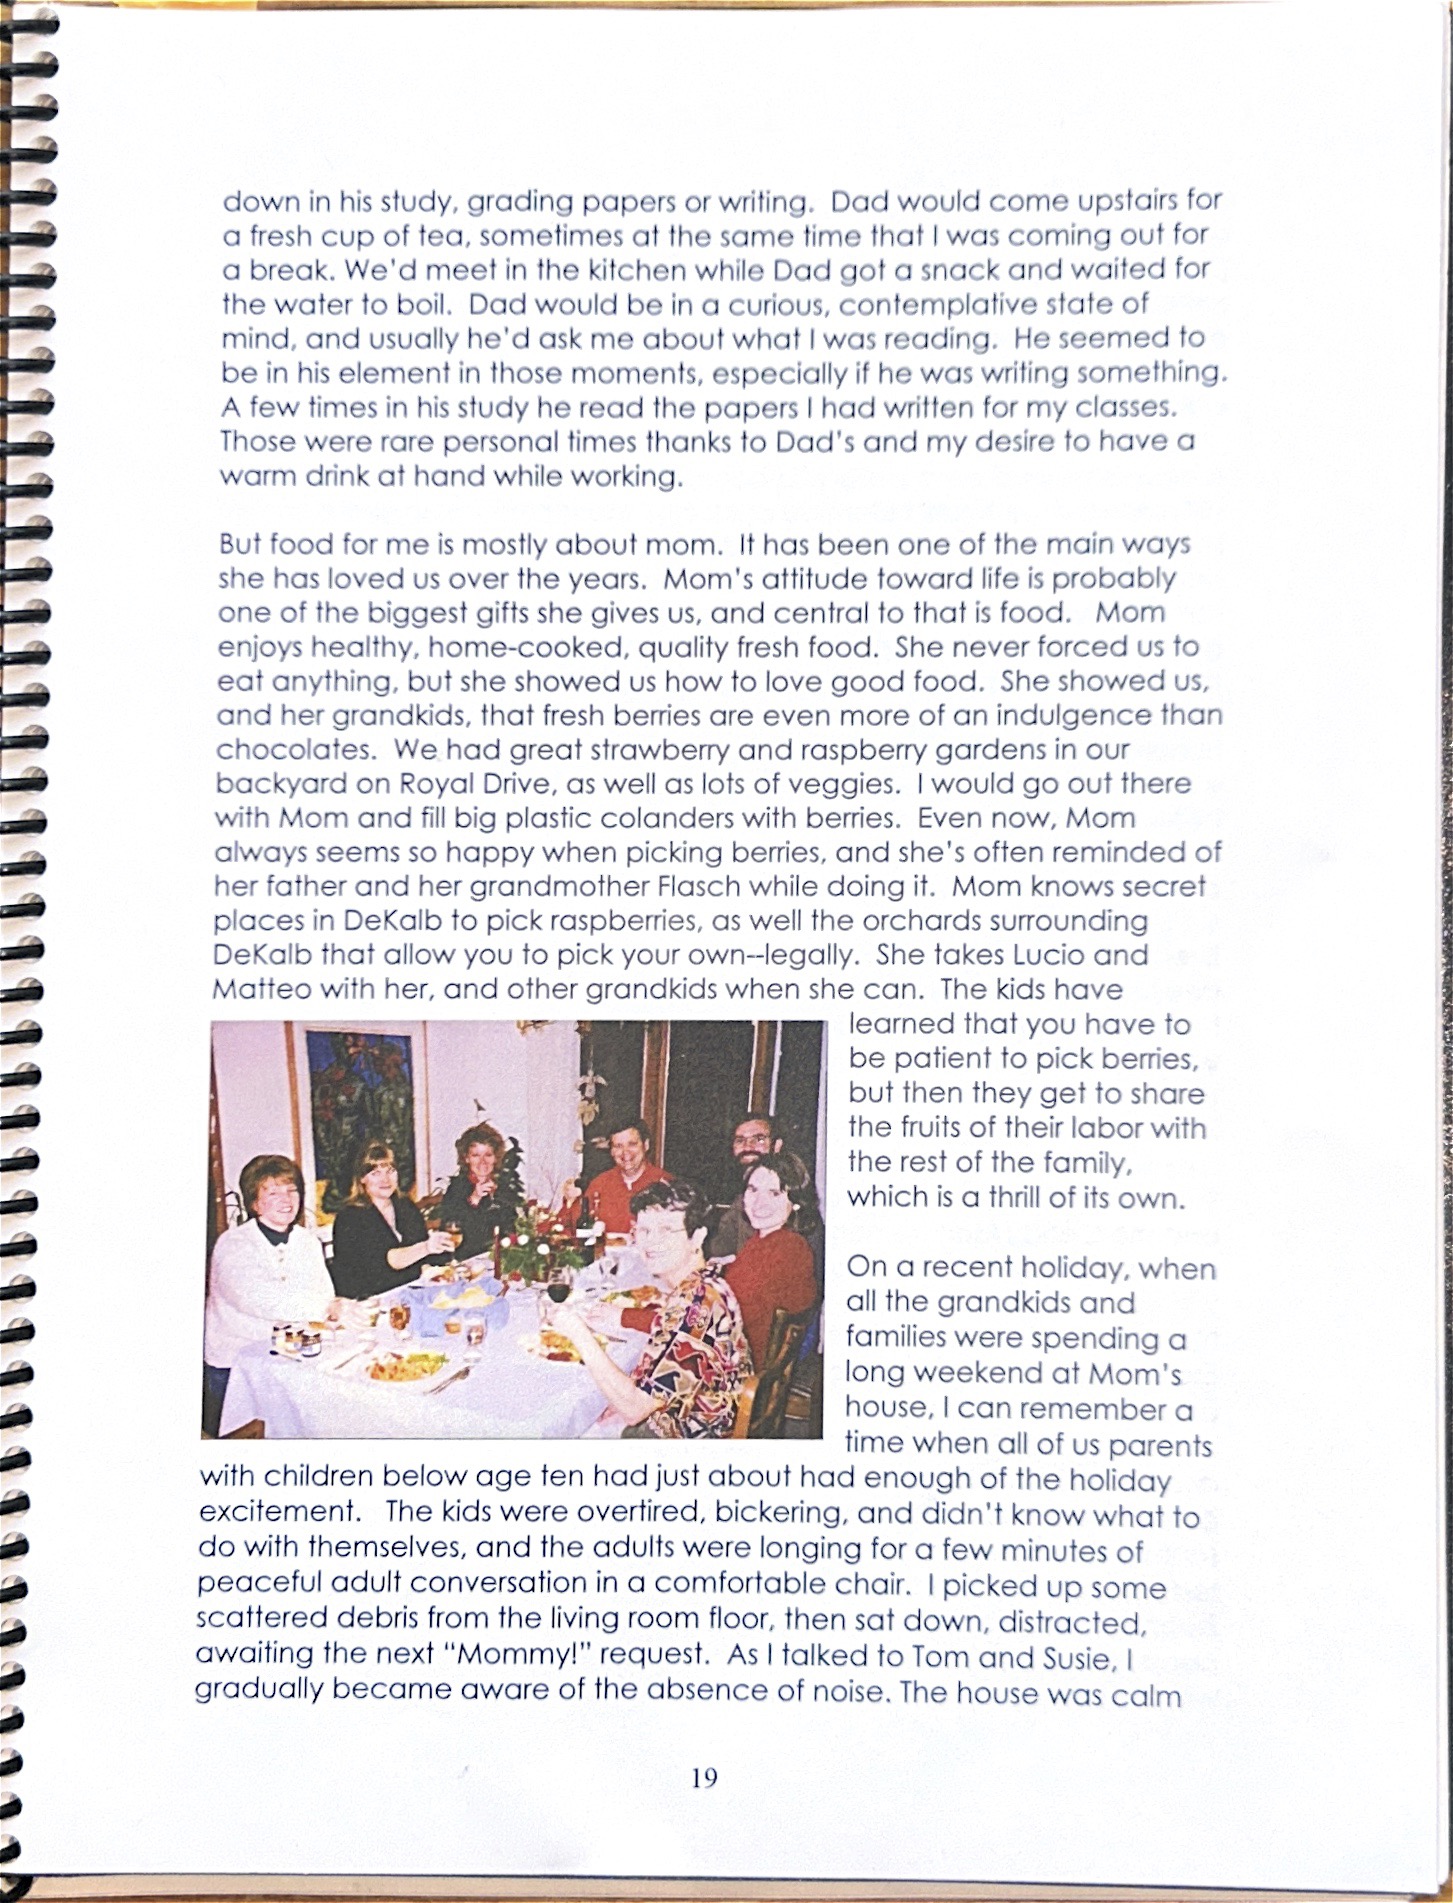 down in his study, grading papers or writing.  Dad would come upstairs for
a fresh cup of tea, sometimes at the same time that I was coming out for
a break. We'd meet in the kitchen while Dad got a snack and waited for
the water to boil.  Dad would be in a curious, contemplative state of
mind, and usually he'd ask me about what I was reading.  He seemed to
be in his element in those moments, especially if he was writing something.
A few times in his study he read the papers I had written for my classes.
Those were rare personal times thanks to Dad's and my desire to have a
warm drink at hand while working.
But food for me is mostly about mom.  It has been one of the main ways
she has loved us over the years.  Mom's attitude toward life is probably
one of the biggest gifts she gives us, and central to that is food.   Mom
enjoys healthy, home-cooked, quality fresh food.  She never forced us to
eat anything, but she showed us how to love good food.  She showed us,
and her grandkids, that fresh berries are even more of an indulgence than
chocolates.  We had great strawberry and raspberry gardens in our
backyard on Royal Drive, as well as lots of veggies.  I would go out there
with Mom and fill big plastic colanders with berries.  Even now, Mom
always seems so happy when picking berries, and she's often reminded of
her father and her grandmother Flasch while doing it.  Mom knows secret
places in DeKalb to pick raspberries, as well the orchards surrounding
DeKalb that allow you to pick your own--legally.  She takes Lucio and
Matteo with her, and other grandkids when she can.  The kids have
learned that you have to
be patient to pick berries,
but then they get to share
the fruits of their labor with
the rest of the family,
which is a thrill of its own.
On a recent holiday, when
all the grandkids and
families were spending a
long weekend at Mom's
house, I can remember a
time when all of us parents
with children below age ten had just about had enough of the holiday
excitement.   The kids were overtired, bickering, and didn't know what to
do with themselves, and the adults were longing for a few minutes of
peaceful adult conversation in a comfortable chair.  I picked up some
scattered debris from the living room floor, then sat down, distracted,
awaiting the next "Mommy!" request.  As I talked to Tom and Susie, I
gradually became aware of the absence of noise. The house was calm
19